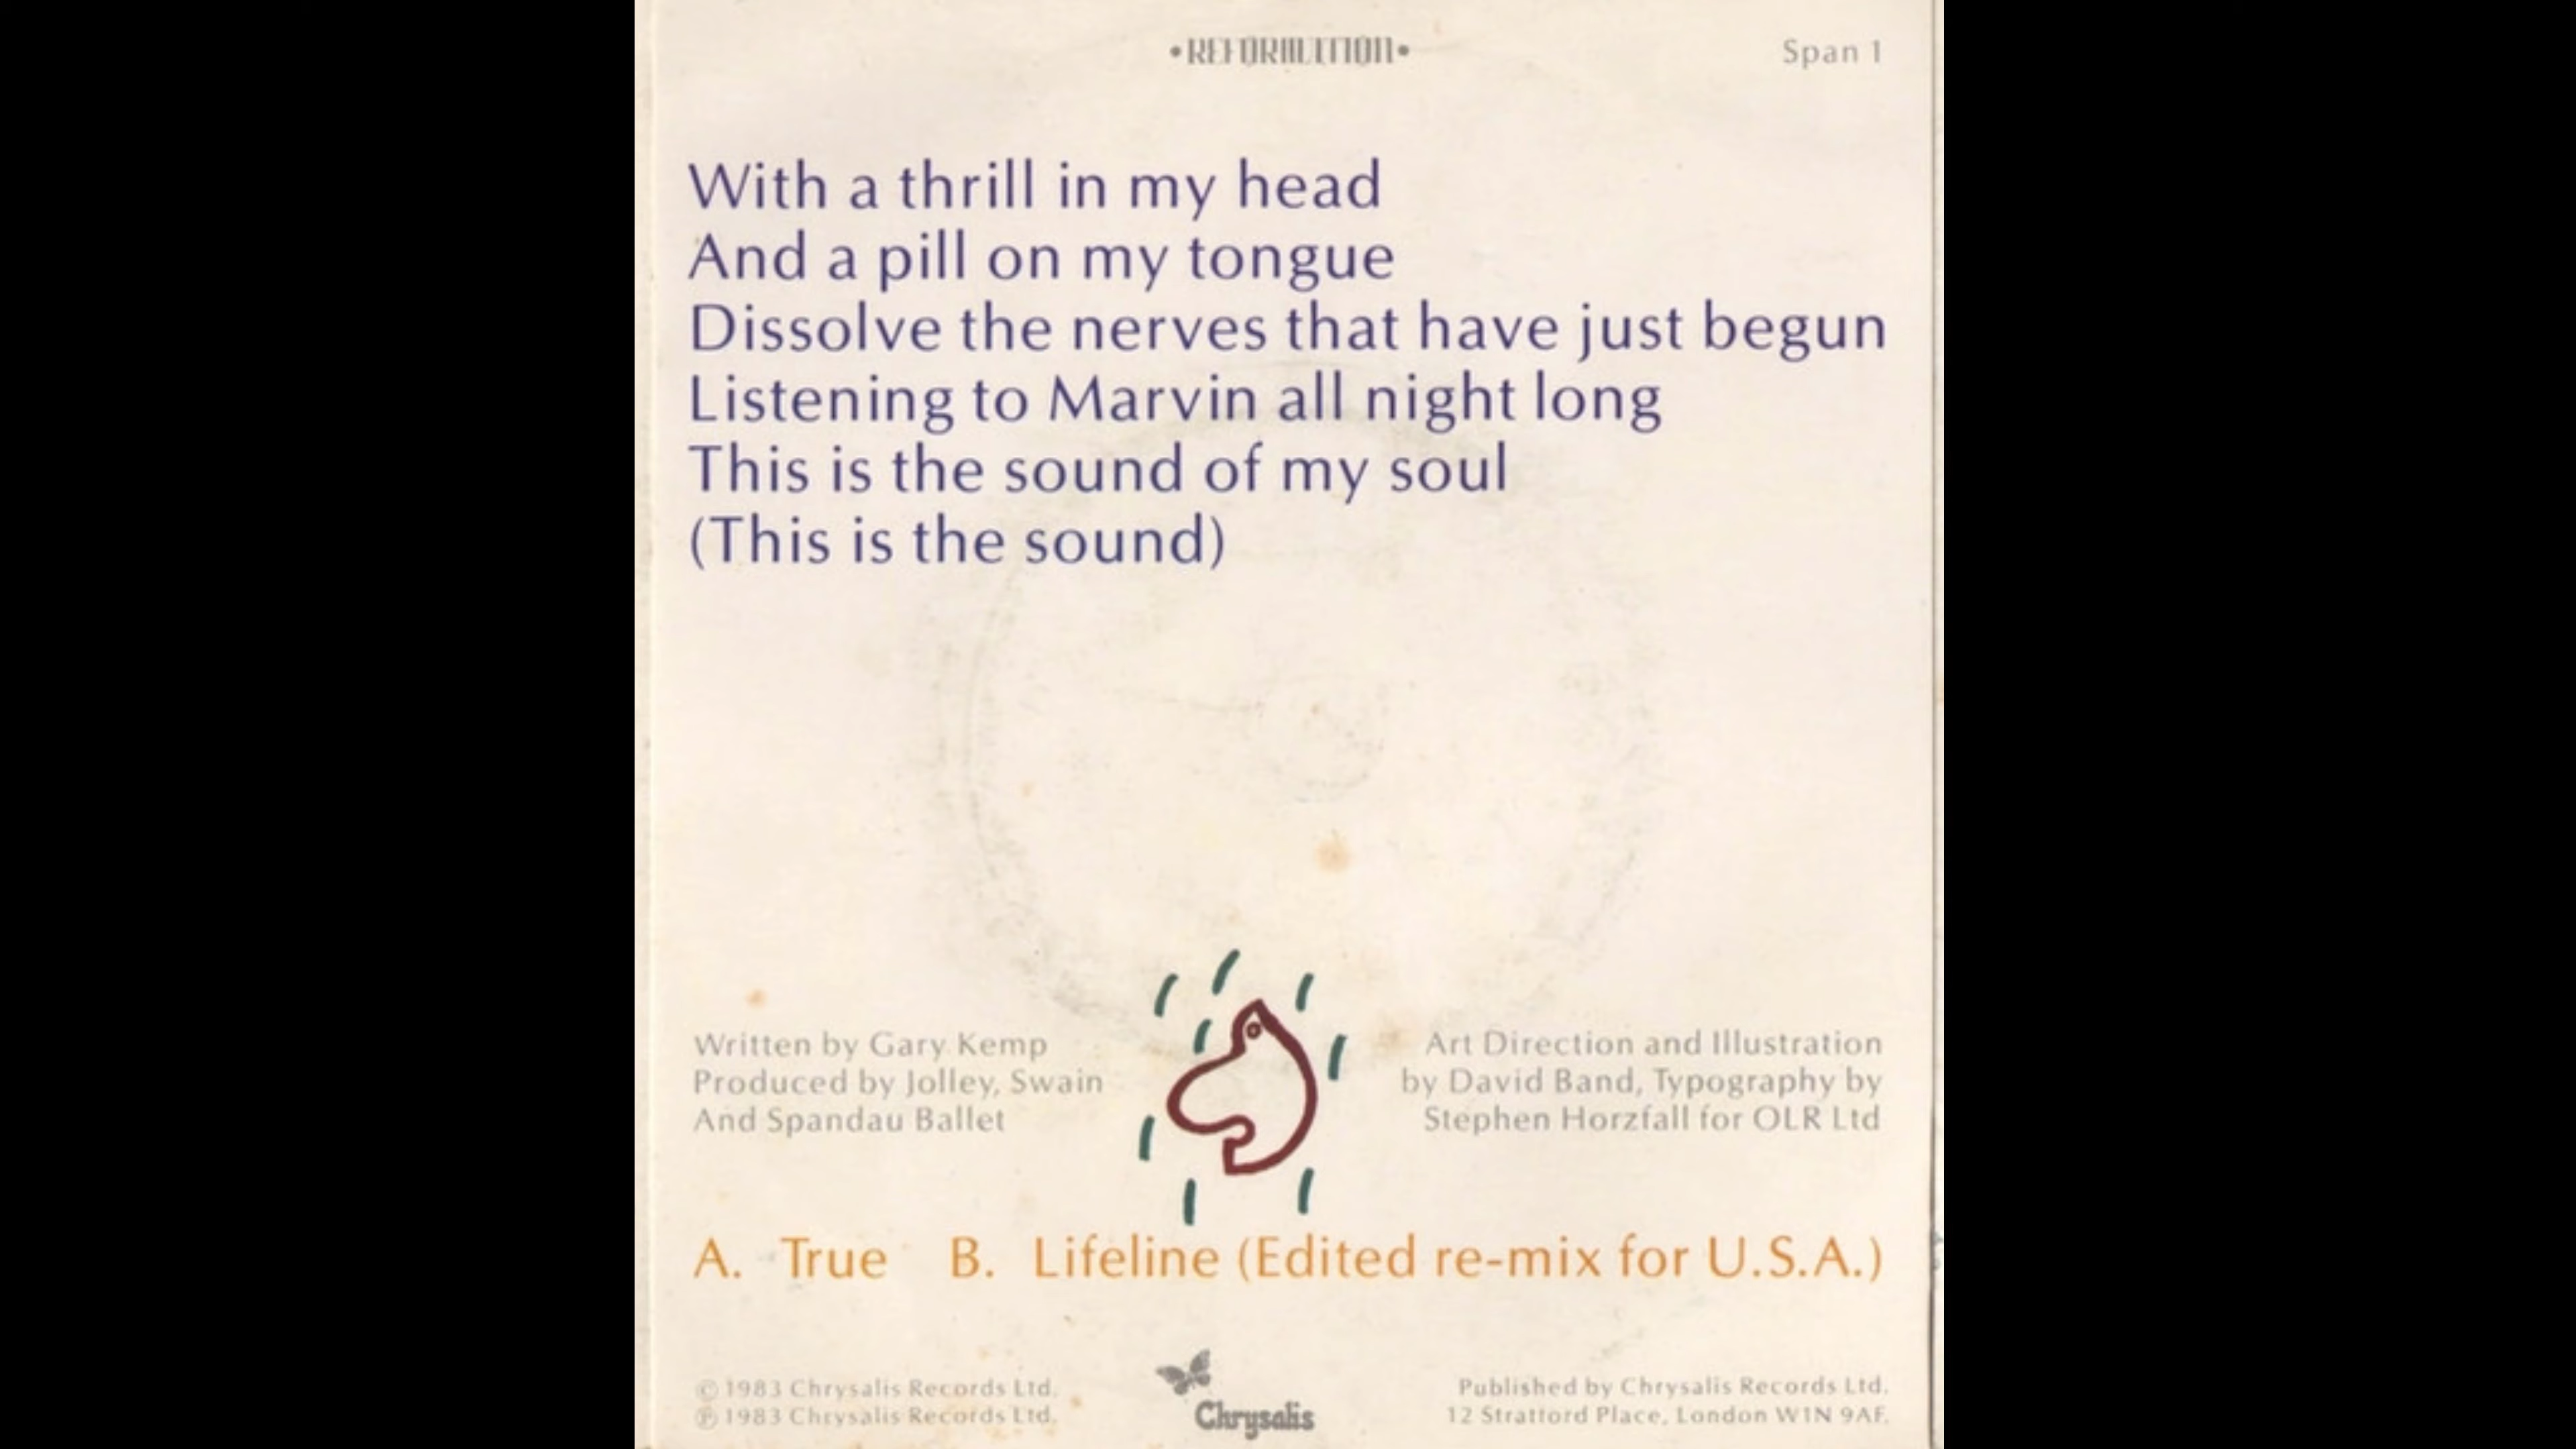 •REFORMATION•
Span 1
With a thrill in my head
And a pill on my tongue
Dissolve the nerves that have just begun
Listening to Marvin all night long
This is the sound of my soul
(This is the sound)
Written by Gary Kemp
Produced by Jolley, Swain
And Spandau Ballet
Art Direction and Illustration
by David Band, Typography by
Stephen Horzfall for OLR Ltd
A. True B. Lifeline (Edited re-mix for U.S.A.)
© 1983 Chrysalis Records Ltd.
℗ 1983 Chrysalis Records Ltd.
Chrysalis
Published by Chrysalis Records Ltd.
12 Stratford Place, London W1N 9AF.